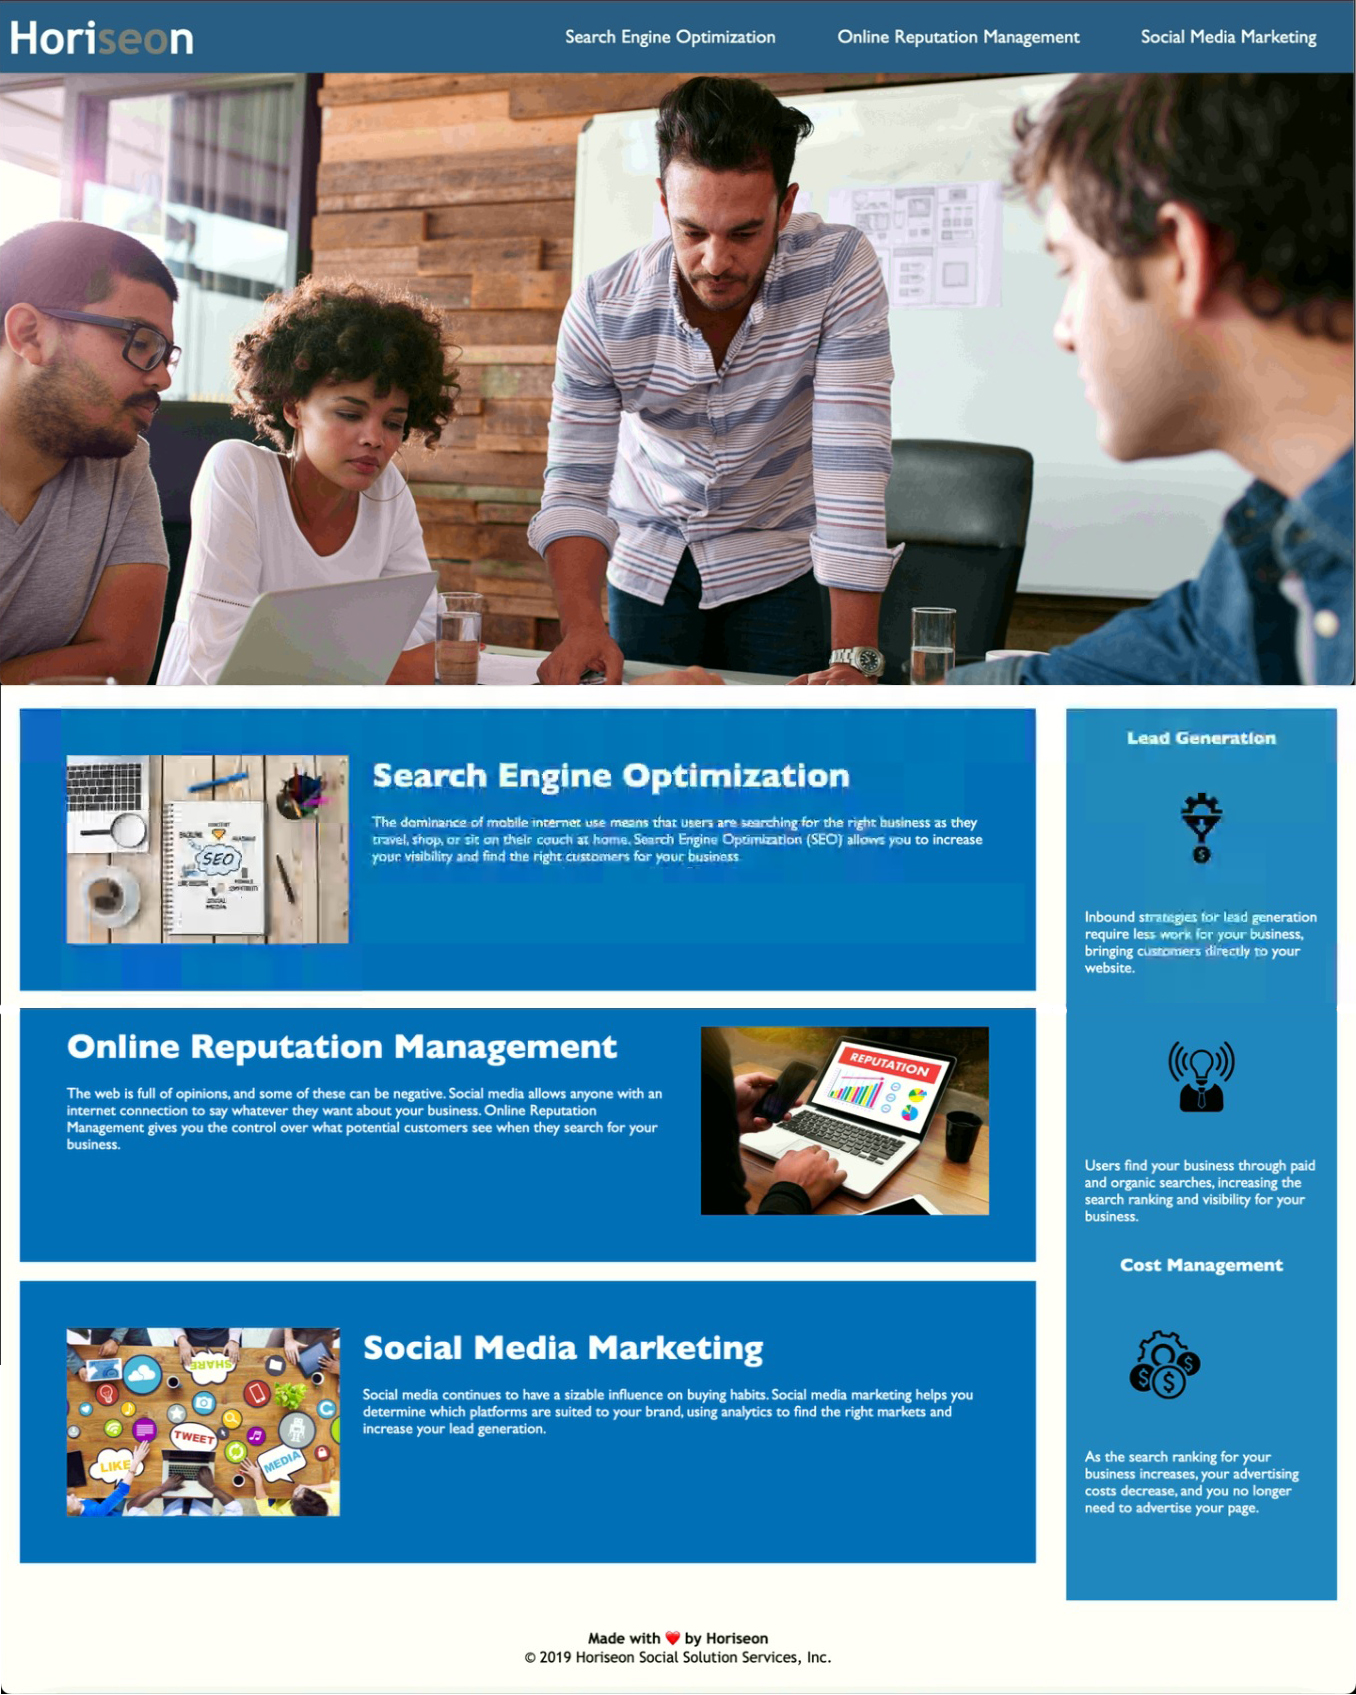 Horiseon
Search Engine Optimization
Online Reputation Management
Social Media Marketing
SEO
Search Engine Optimization
The dominance of mobile internet use means that users are searching for the right business as they
travel, shop, or sit on their couch at home. Search Engine Optimization (SEO) allows you to increase
your visibility and find the right customers for your business
Online Reputation Management
The web is full of opinions, and some of these can be negative. Social media allows anyone with an
internet connection to say whatever they want about your business. Online Reputation
Management gives you the control over what potential customers see when they search for your
business.
REPUTATION
SHARE
TWEET
LIKE
MEDIA
Social Media Marketing
Social media continues to have a sizable influence on buying habits. Social media marketing helps you
determine which platforms are suited to your brand, using analytics to find the right markets and
increase your lead generation.
Lead Generation
$
Inbound strategies for lead generation
require less work for your business,
bringing customers directly to your
website.
Users find your business through paid
and organic searches, increasing the
search ranking and visibility for your
business.
Cost Management
$
$
$
As the search ranking for your
business increases, your advertising
costs decrease, and you no longer
need to advertise your page.
Made with ❤️ by Horiseon
© 2019 Horiseon Social Solution Services, Inc.